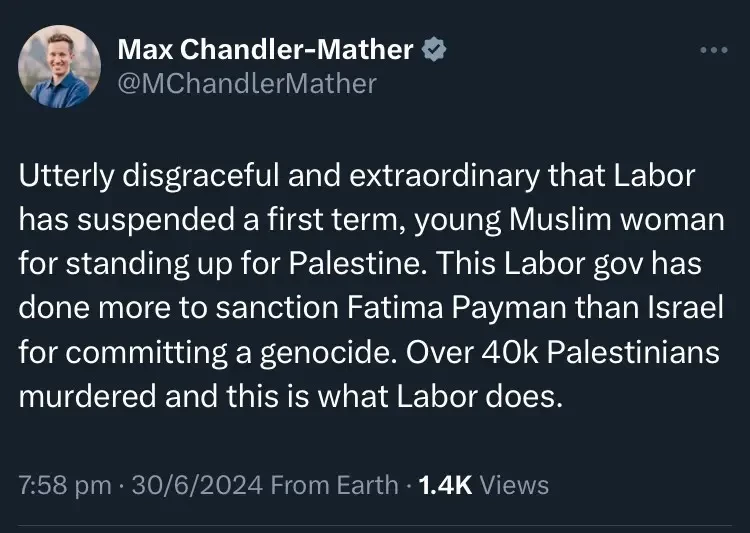 Max Chandler-Mather
@MChandlerMather
Utterly disgraceful and extraordinary that Labor
has suspended a first term, young Muslim woman
for standing up for Palestine. This Labor gov has
done more to sanction Fatima Payman than Israel
for committing a genocide. Over 40k Palestinians
murdered and this is what Labor does.
7:58 pm · 30/6/2024 From Earth · 1.4K Views